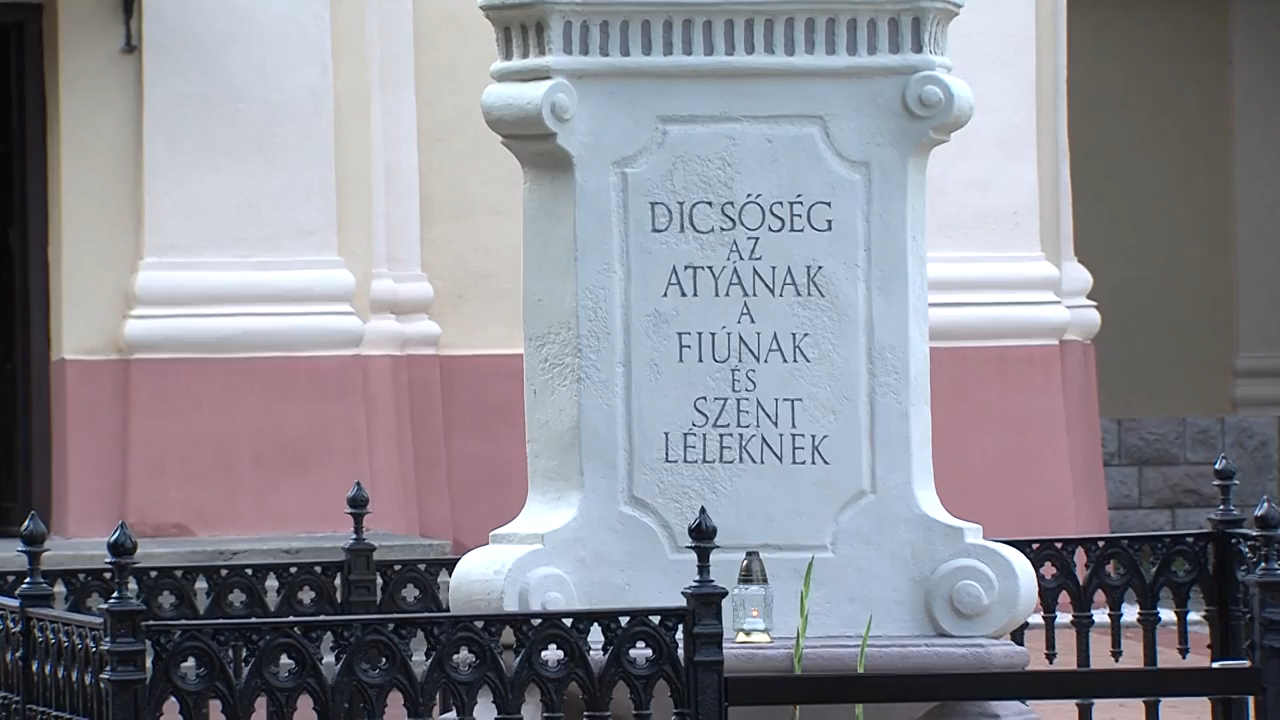 DICSŐSÉG
AZ
ATYÁNAK
A
FIÚNAK
ÉS
SZENT
LÉLEKNEK